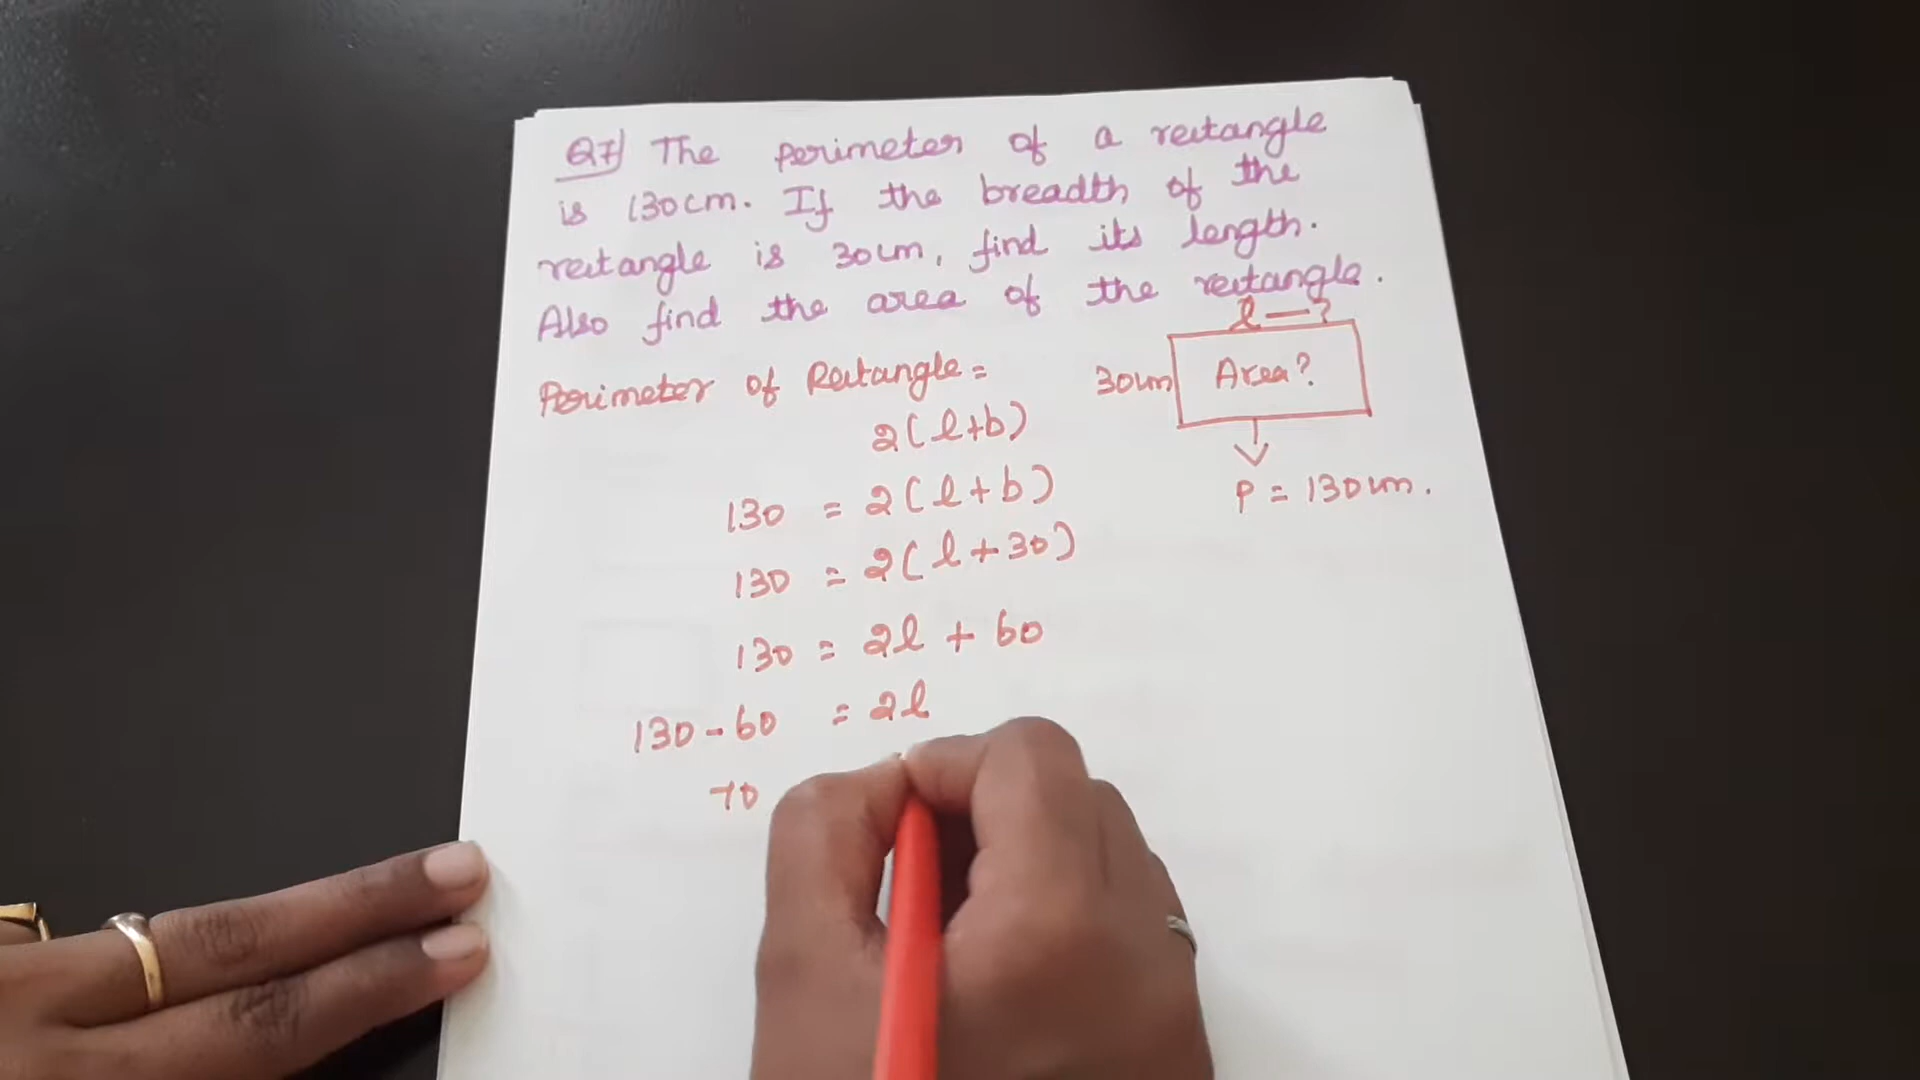 Q7) The perimeter of a rectangle
is 130cm. If the breadth of the
rectangle is 30cm, find its length.
Also find the area of the rectangle.
l — ?
Perimeter of Rectangle =
30cm
Area?
2(l+b)
130 = 2(l+b)
P = 130cm.
130 = 2(l+30)
130 = 2l + 60
130-60 = 2l
70